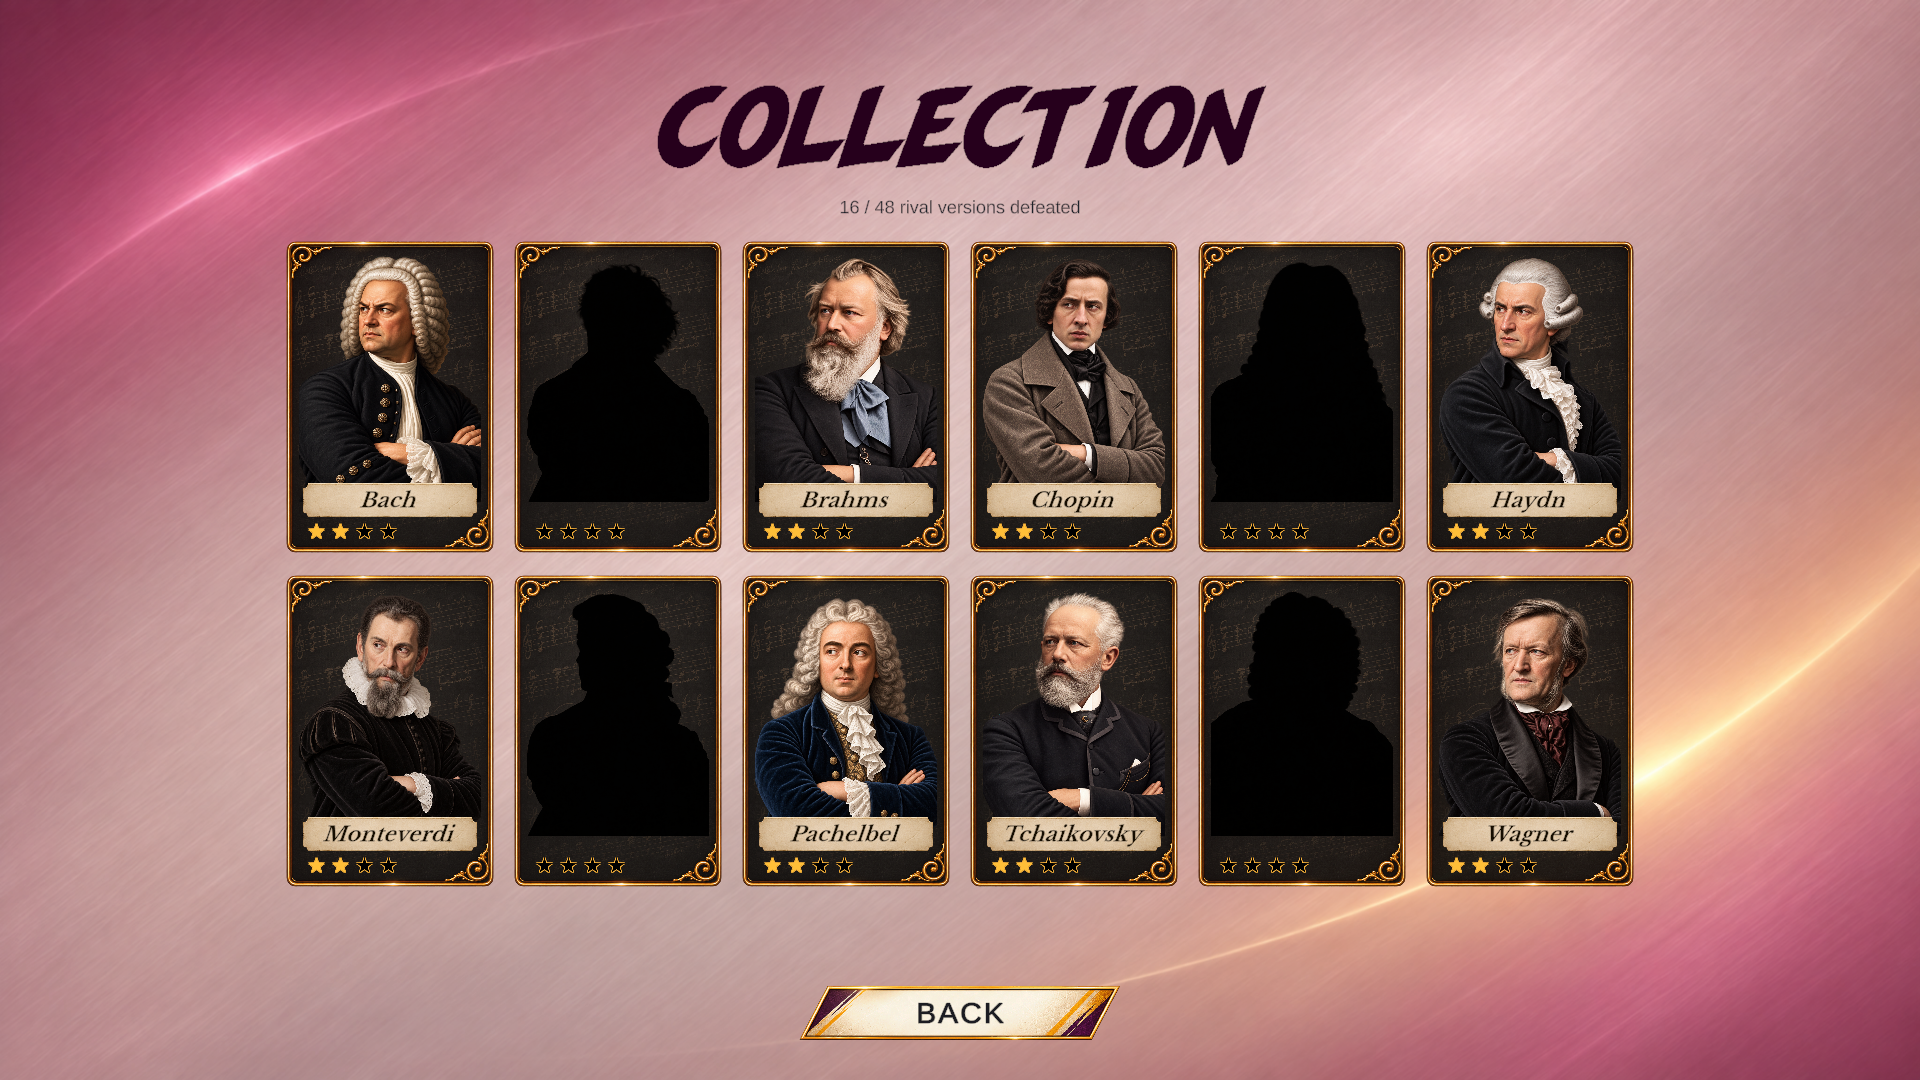 COLLECTION
16 / 48 rival versions defeated
Bach
Brahms
Chopin
Haydn
Monteverdi
Pachelbel
Tchaikovsky
Wagner
BACK